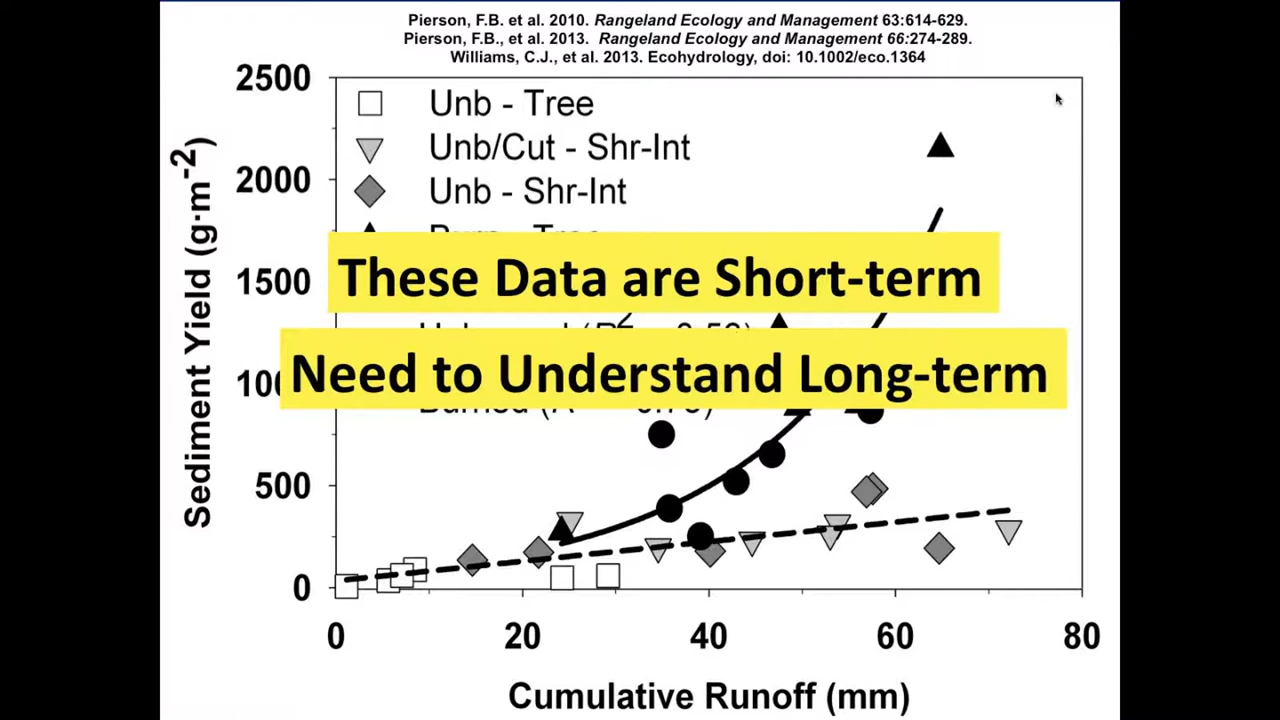 Pierson, F.B. et al. 2010. Rangeland Ecology and Management 63:614-629.
Pierson, F.B., et al. 2013. Rangeland Ecology and Management 66:274-289.
Williams, C.J., et al. 2013. Ecohydrology, doi: 10.1002/eco.1364
2500
Unb - Tree
Unb/Cut - Shr-Int
2000
Unb - Shr-Int
These Data are Short-term
1500
Need to Understand Long-term
500
0
0 20 40 60 80
Cumulative Runoff (mm)
Sediment Yield (g·m-2)